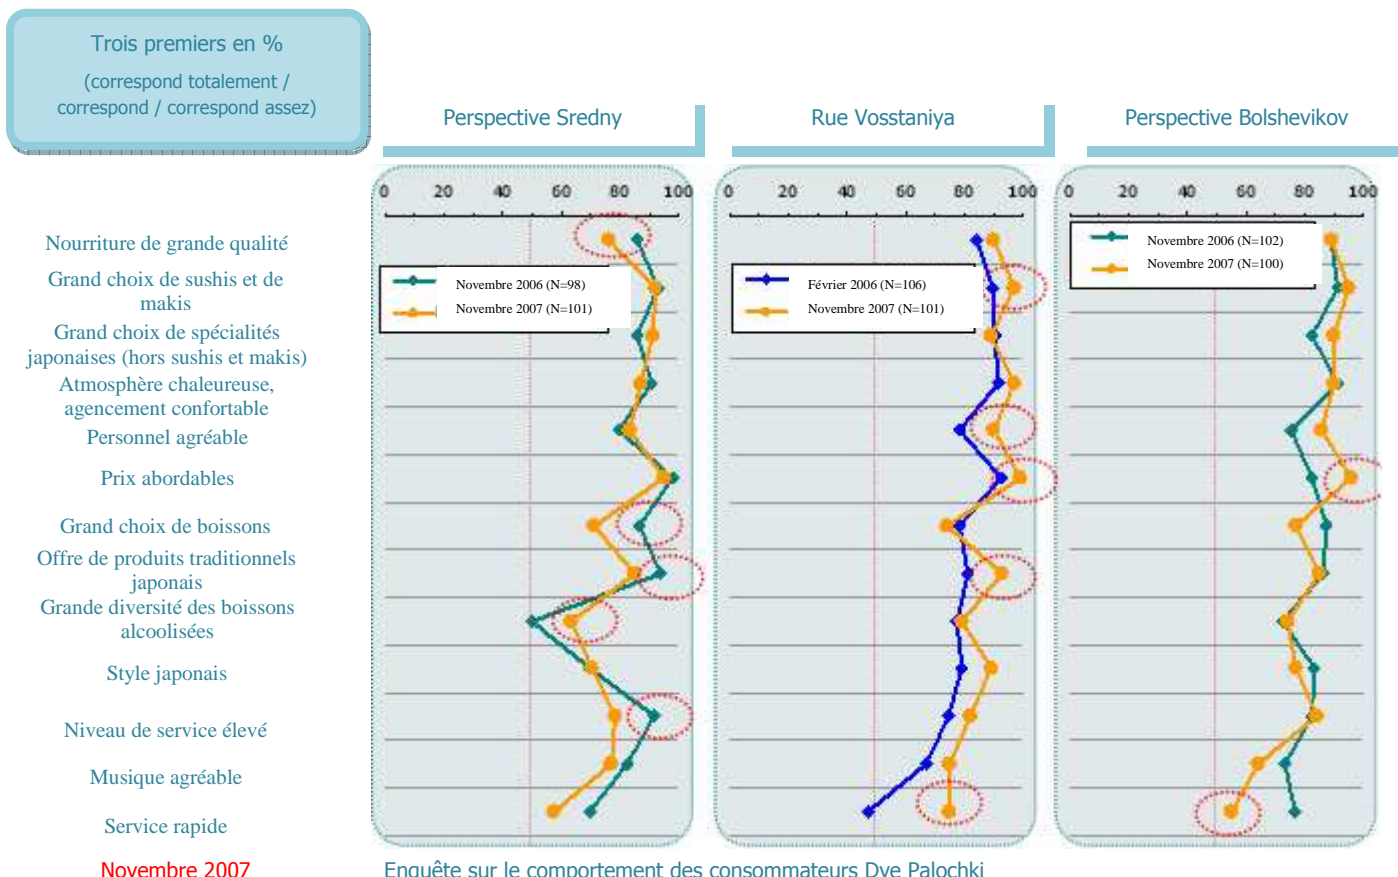 Trois premiers en %
(correspond totalement /
correspond / correspond assez)
Perspective Sredny
Rue Vosstaniya
Perspective Bolshevikov
0 20 40 60 80 100
0 20 40 60 80 100
0 20 40 60 80 100
Novembre 2006 (N=98)
Novembre 2007 (N=101)
Février 2006 (N=106)
Novembre 2007 (N=101)
Novembre 2006 (N=102)
Novembre 2007 (N=100)
Nourriture de grande qualité
Grand choix de sushis et de
makis
Grand choix de spécialités
japonaises (hors sushis et makis)
Atmosphère chaleureuse,
agencement confortable
Personnel agréable
Prix abordables
Grand choix de boissons
Offre de produits traditionnels
japonais
Grande diversité des boissons
alcoolisées
Style japonais
Niveau de service élevé
Musique agréable
Service rapide
Novembre 2007
Enquête sur le comportement des consommateurs Dve Palochki